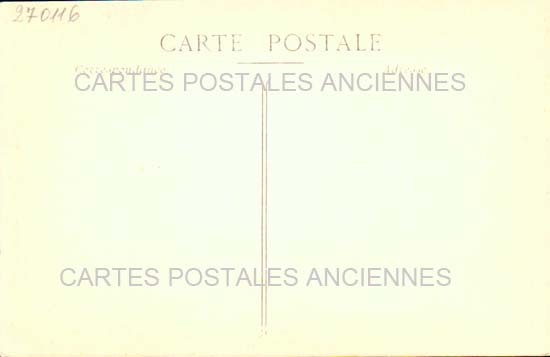 270116
CARTE POSTALE
Correspondance
Adresse
CARTES POSTALES ANCIENNES
CARTES POSTALES ANCIENNES